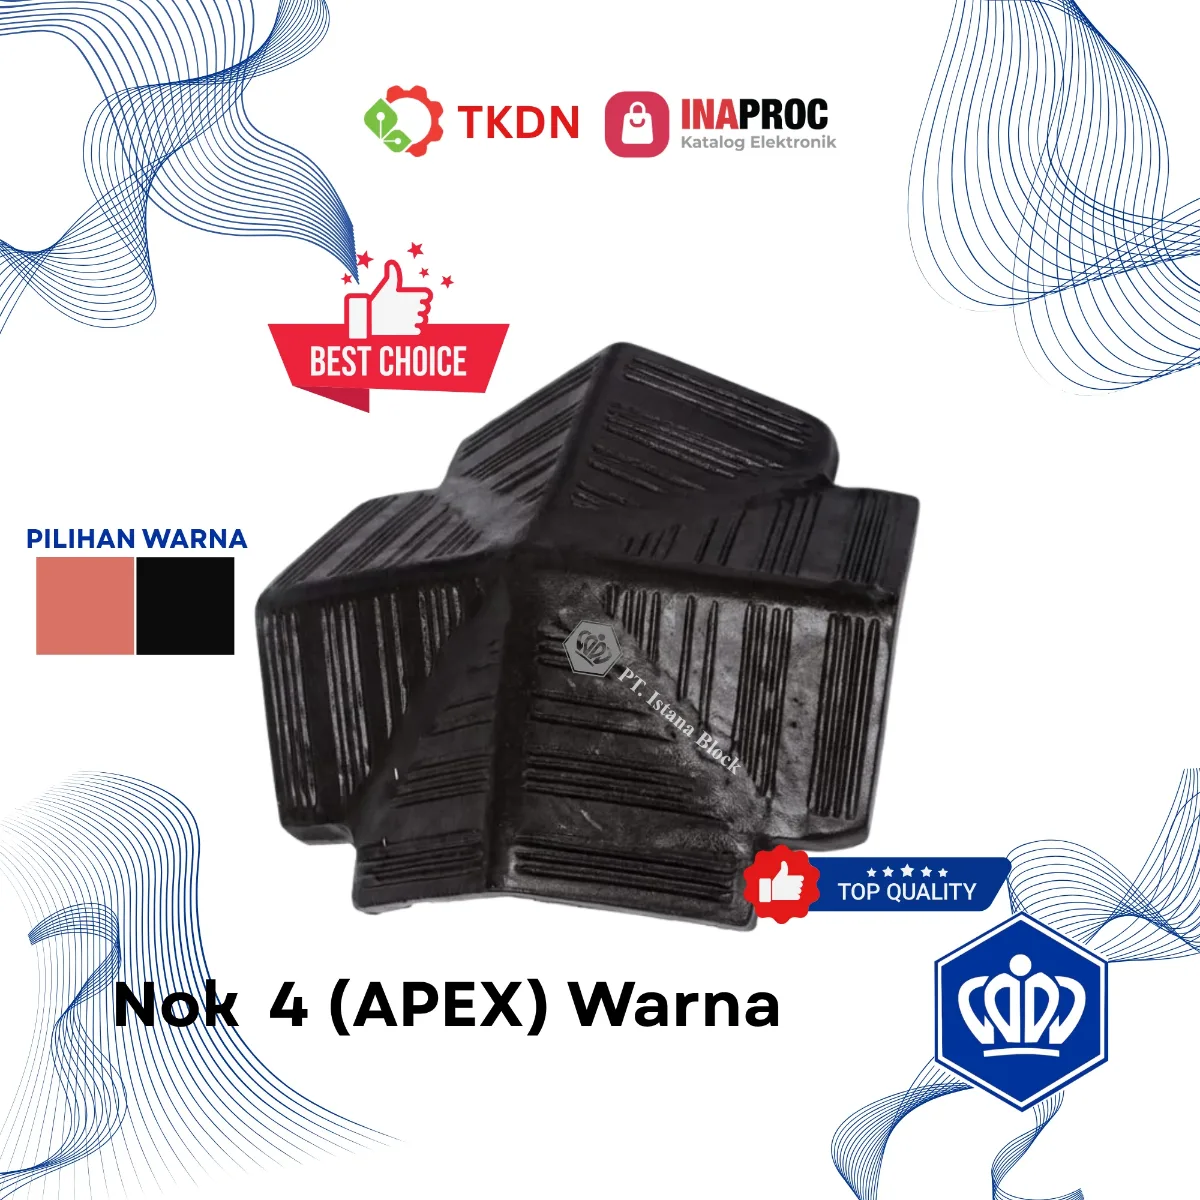 TKDN
INAPROC
Katalog Elektronik
BEST CHOICE
PILIHAN WARNA
PT. Istana Block
TOP QUALITY
Nok 4 (APEX) Warna